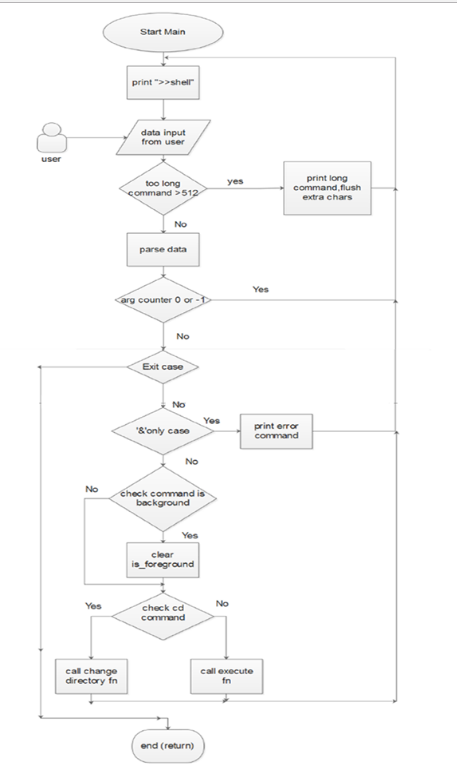 Start Main
print ">>shell"
data input
from user
user
too long
command >512
yes
print long
command,flush
extra chars
No
parse data
arg counter 0 or -1
Yes
No
Exit case
No
'&'only case
Yes
print error
command
No
check command is
background
No
Yes
clear
is_foreground
check cd
command
Yes
No
call change
directory fn
call execute
fn
end (return)